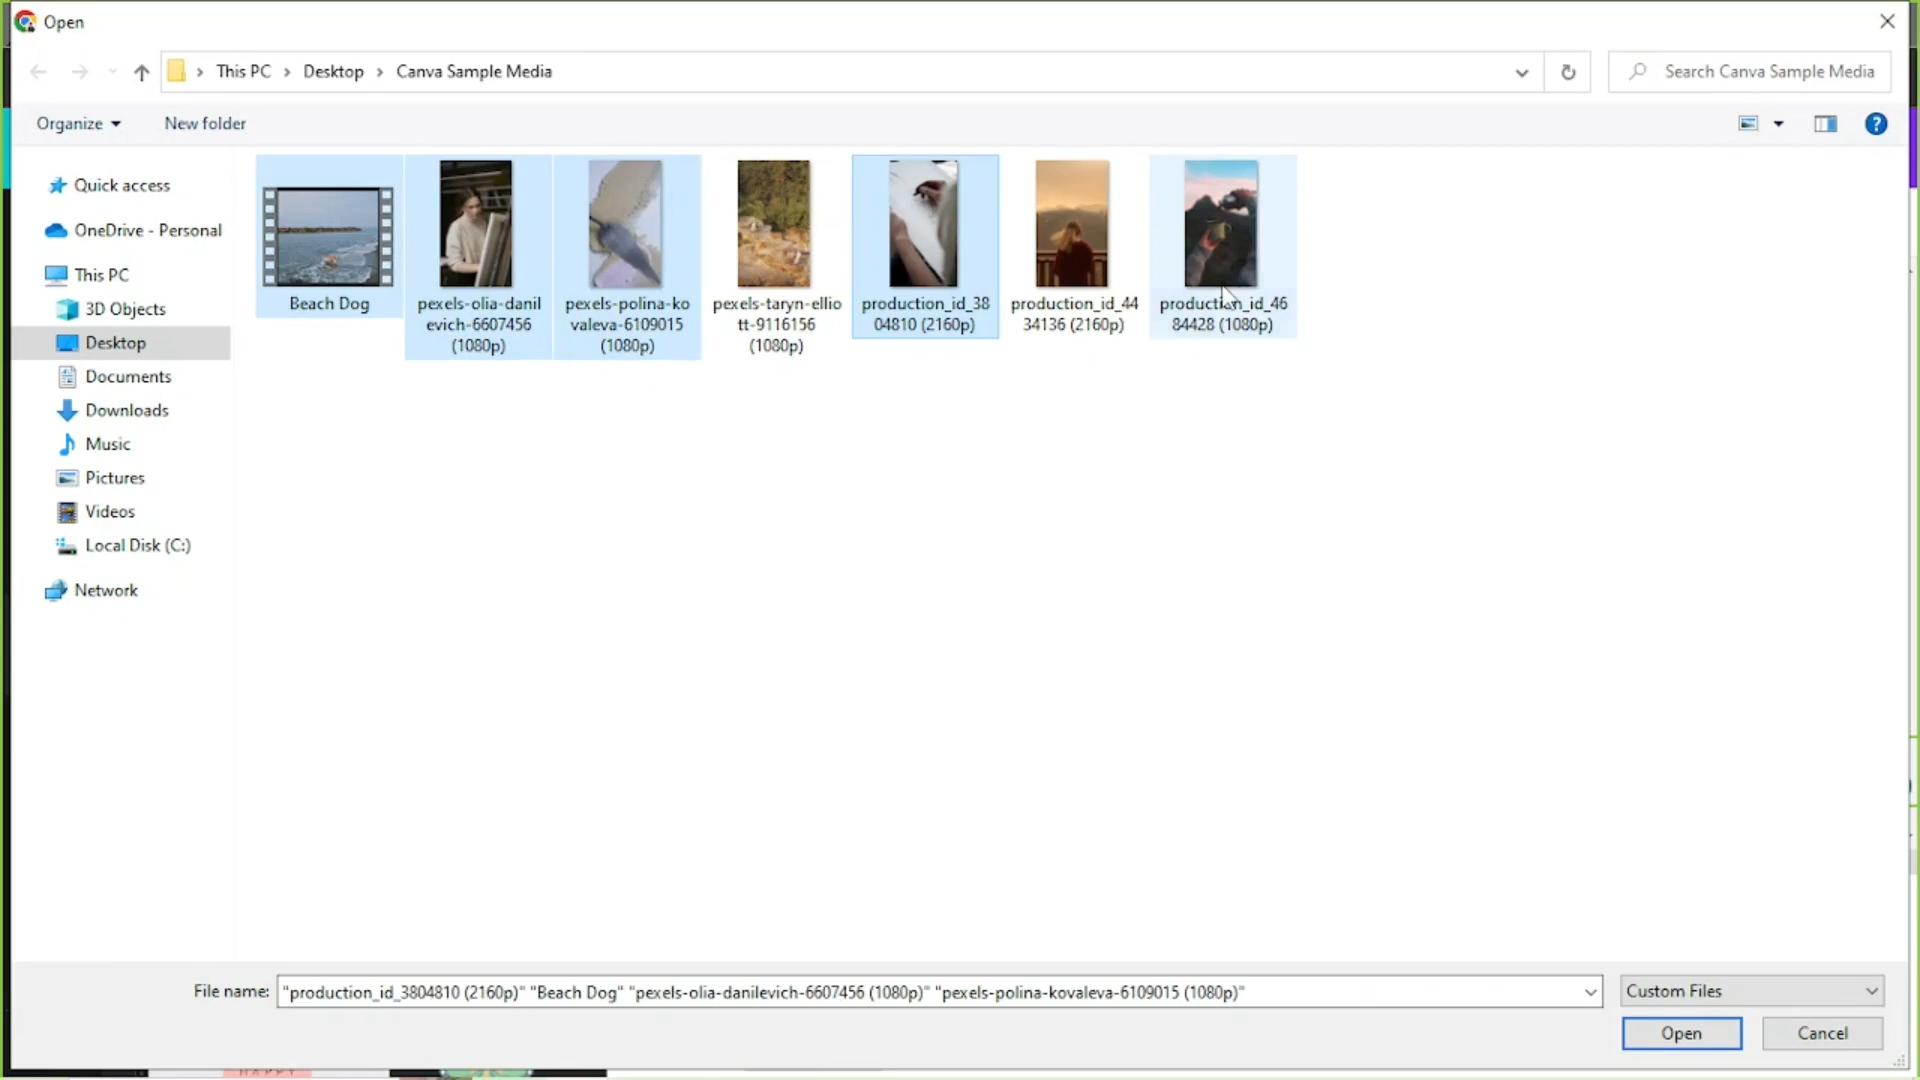 Open
This PC
Desktop
Canva Sample Media
Search Canva Sample Media
Organize
New folder
Quick access
OneDrive - Personal
This PC
3D Objects
Desktop
Documents
Downloads
Music
Pictures
Videos
Local Disk (C:)
Network
Beach Dog
pexels-olia-danil
evich-6607456
(1080p)
pexels-polina-ko
valeva-6109015
(1080p)
pexels-taryn-ellio
tt-9116156
(1080p)
production_id_38
04810 (2160p)
production_id_44
34136 (2160p)
production_id_46
84428 (1080p)
File name: "production_id_3804810 (2160p)" "Beach Dog" "pexels-olia-danilevich-6607456 (1080p)" "pexels-polina-kovaleva-6109015 (1080p)"
Custom Files
Open
Cancel